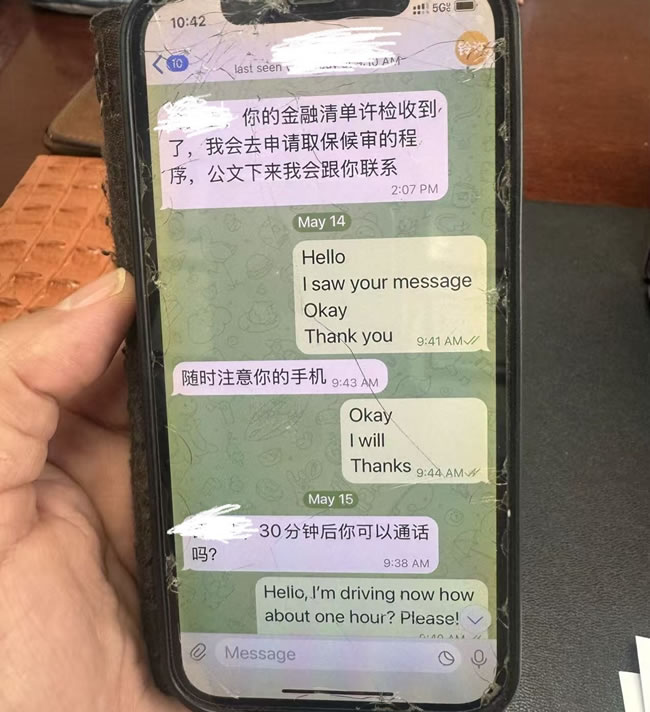 10:42
5G
10
last seen AM
，你的金融清单许检收到
了，我会去申请取保候审的程
序，公文下来我会跟你联系
2:07 PM
May 14
Hello
I saw your message
Okay
Thank you 9:41 AM
随时注意你的手机 9:43 AM
Okay
I will
Thanks 9:44 AM
May 15
30分钟后你可以通话
吗?
9:38 AM
Hello, I'm driving now how
about one hour? Please!
Message